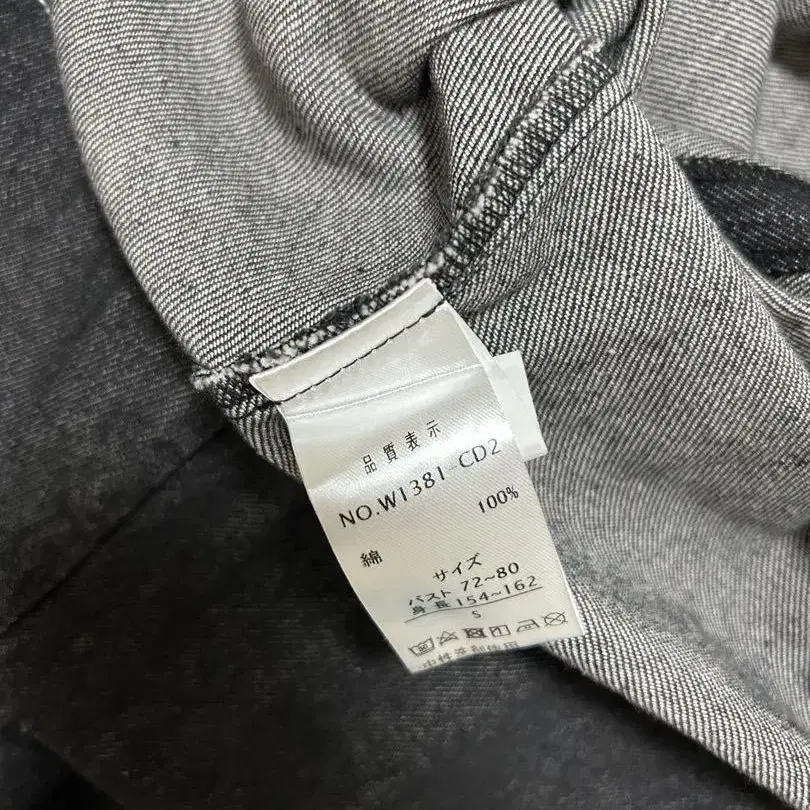 品質表示
NO.W1381-CD2
綿 100%
サイズ
バスト 72~80
身長 154~162
S